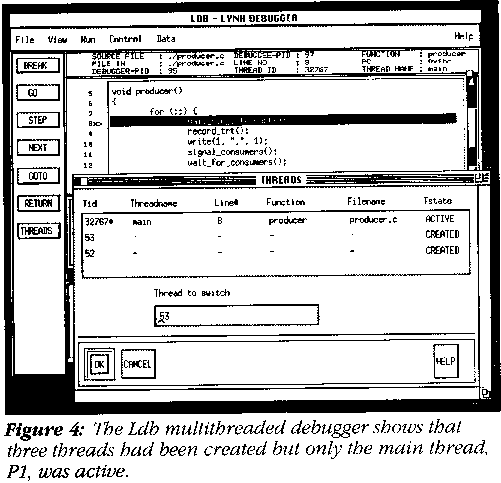 LDB - LYNX DEBUGGER
File View Run Control Data Help
SOURCE FILE : ./producer.c DEBUGGEE-PID : 97 FUNCTION : producer
FILE IN : ./producer.c LINE NO : 8 PC :
DEBUGGER-PID : 95 THREAD ID : 32767 THREAD NAME : main
BREAK
GO
STEP
NEXT
GOTO
RETURN
THREADS
5 void producer()
6 {
7 for (;;) {
8>>
9 record_trt();
10 write(1, ".", 1);
11 signal_consumers();
12 wait_for_consumers();
THREADS
Tid Threadname Line# Function Filename Tstate
32767* main 8 producer producer.c ACTIVE
53 - - - - CREATED
52 - - - - CREATED
Thread to switch
53
OK CANCEL HELP
Figure 4: The Ldb mullithreaded debugger shows that
three threads had been created but only the main thread,
P1, was active.